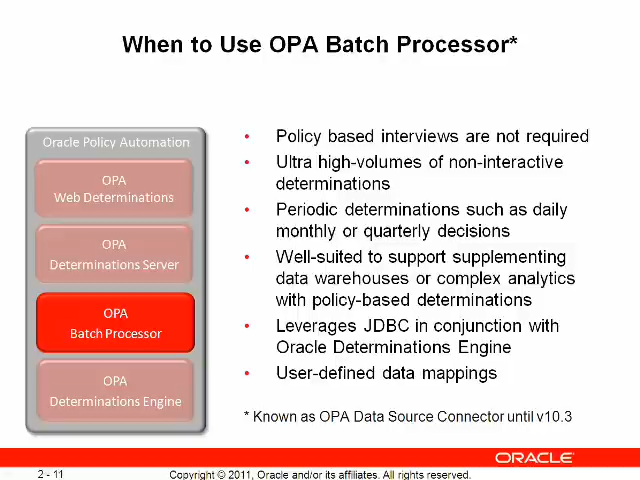 When to Use OPA Batch Processor*
Oracle Policy Automation
OPA
Web Determinations
OPA
Determinations Server
OPA
Batch Processor
OPA
Determinations Engine
• Policy based interviews are not required
• Ultra high-volumes of non-interactive
determinations
• Periodic determinations such as daily
monthly or quarterly decisions
• Well-suited to support supplementing
data warehouses or complex analytics
with policy-based determinations
• Leverages JDBC in conjunction with
Oracle Determinations Engine
• User-defined data mappings
* Known as OPA Data Source Connector until v10.3
ORACLE
2 - 11
Copyright © 2011, Oracle and/or its affiliates. All rights reserved.